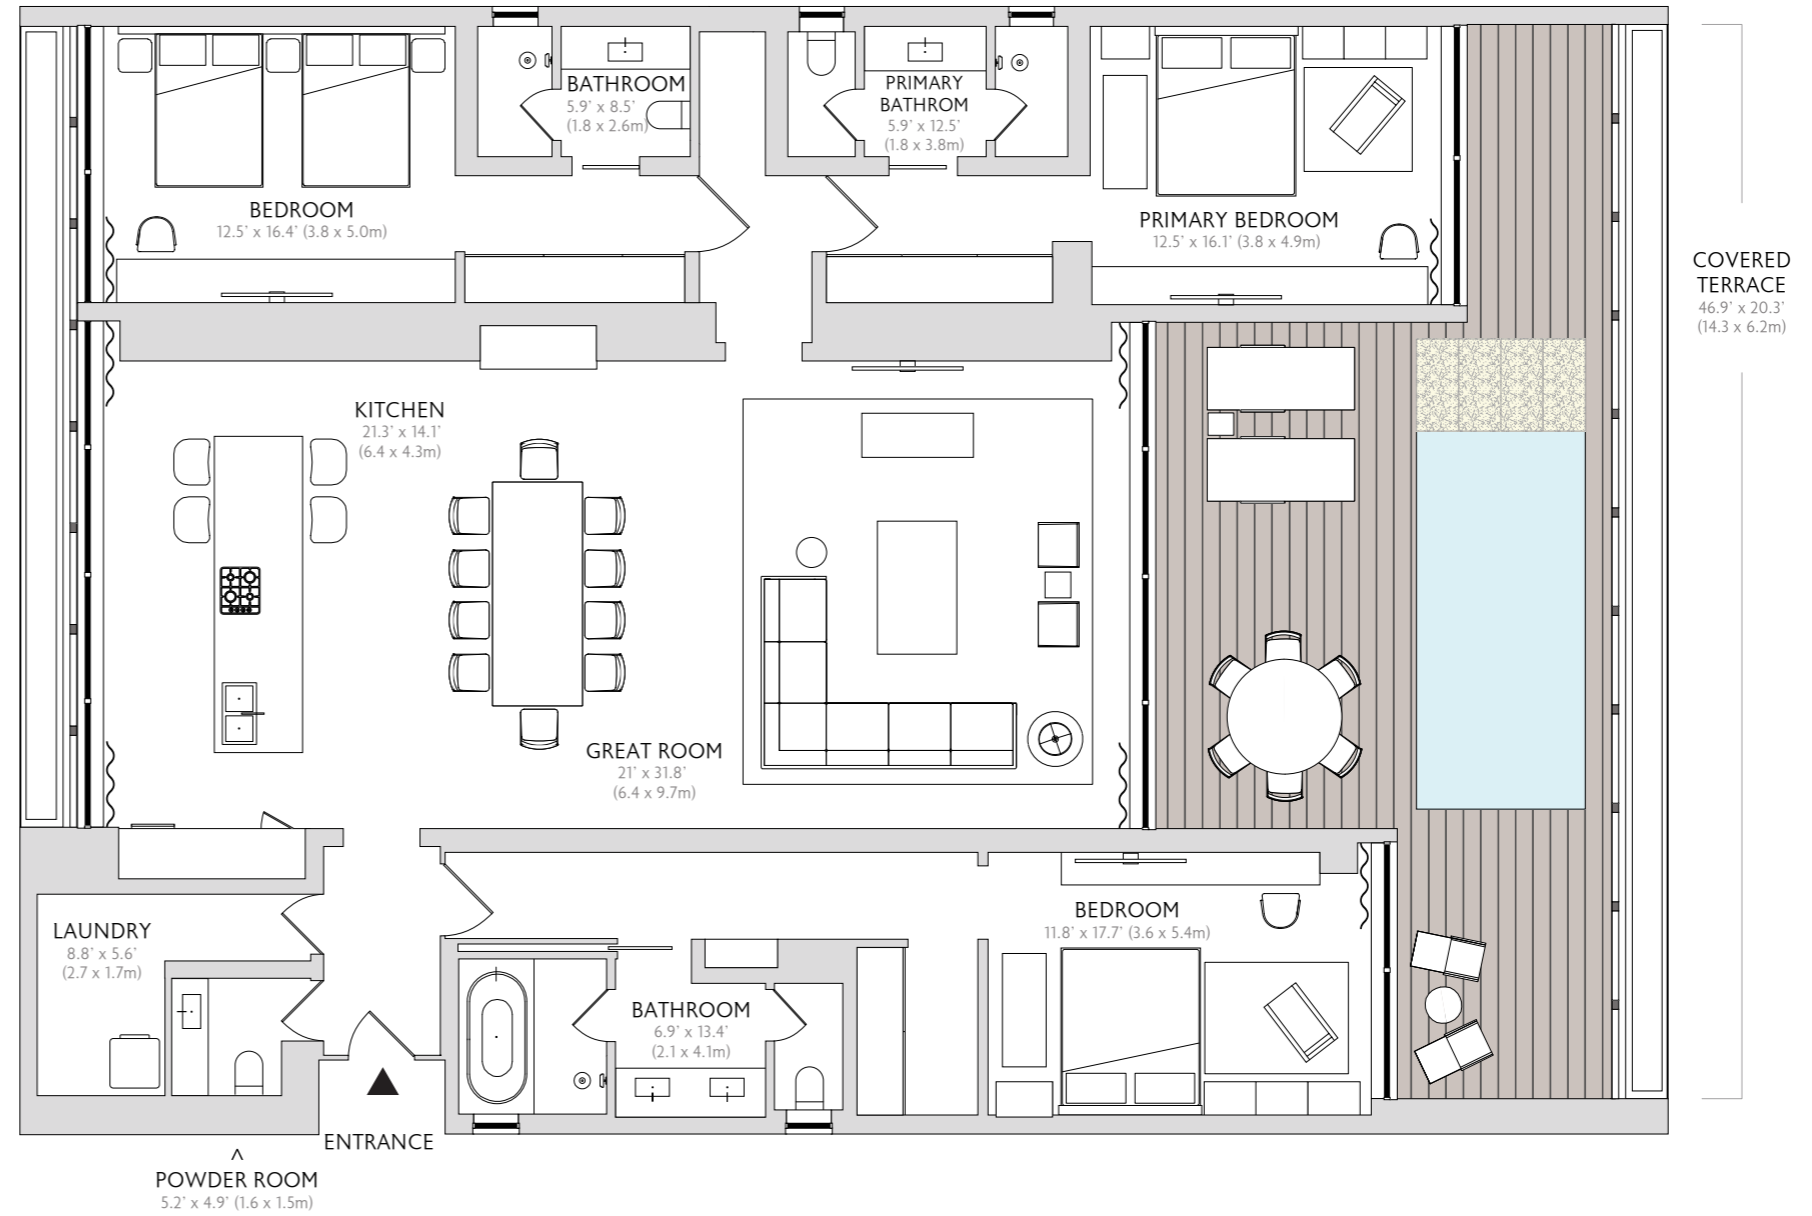 BATHROOM
5.9' x 8.5'
(1.8 x 2.6m)
PRIMARY
BATHROM
5.9' x 12.5'
(1.8 x 3.8m)
BEDROOM
12.5' x 16.4' (3.8 x 5.0m)
PRIMARY BEDROOM
12.5' x 16.1' (3.8 x 4.9m)
COVERED
TERRACE
46.9' x 20.3'
(14.3 x 6.2m)
KITCHEN
21.3' x 14.1'
(6.4 x 4.3m)
GREAT ROOM
21' x 31.8'
(6.4 x 9.7m)
LAUNDRY
8.8' x 5.6'
(2.7 x 1.7m)
BEDROOM
11.8' x 17.7' (3.6 x 5.4m)
BATHROOM
6.9' x 13.4'
(2.1 x 4.1m)
ENTRANCE
POWDER ROOM
5.2' x 4.9' (1.6 x 1.5m)